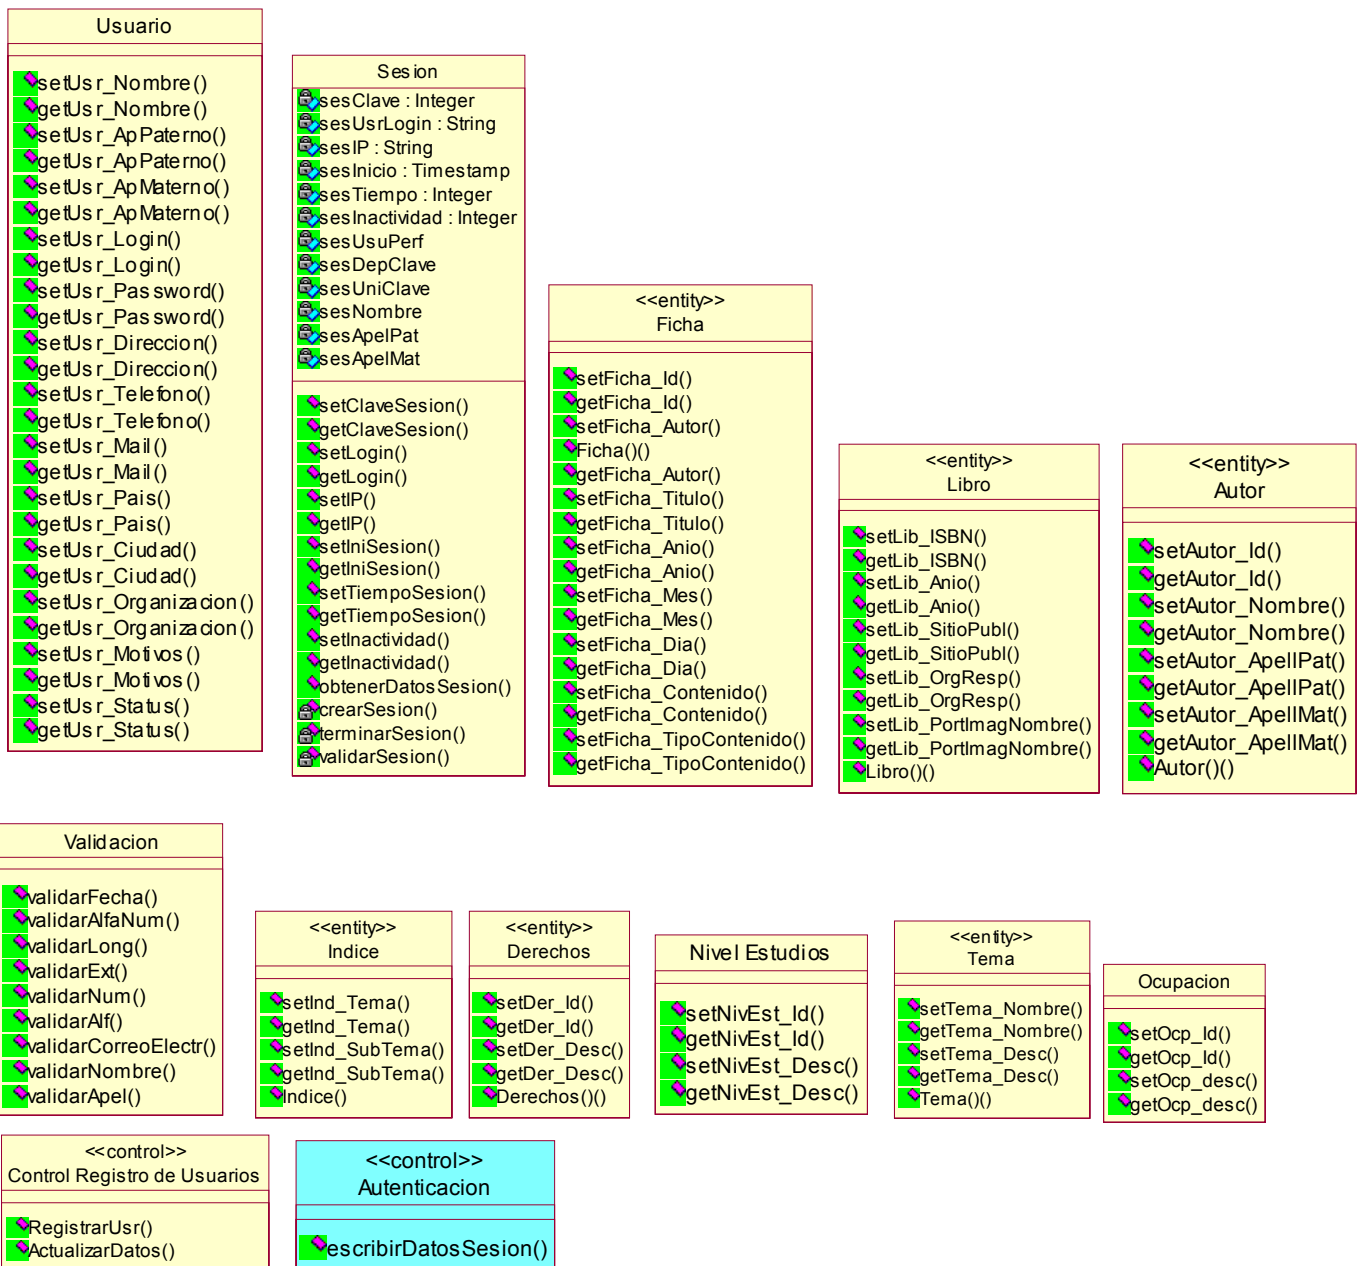 Usuario
setUsr_Nombre()
getUsr_Nombre()
setUsr_ApPaterno()
getUsr_ApPaterno()
setUsr_ApMaterno()
getUsr_ApMaterno()
setUsr_Login()
getUsr_Login()
setUsr_Password()
getUsr_Password()
setUsr_Direccion()
getUsr_Direccion()
setUsr_Telefono()
getUsr_Telefono()
setUsr_Mail()
getUsr_Mail()
setUsr_Pais()
getUsr_Pais()
setUsr_Ciudad()
getUsr_Ciudad()
setUsr_Organizacion()
getUsr_Organizacion()
setUsr_Motivos()
getUsr_Motivos()
setUsr_Status()
getUsr_Status()
Sesion
sesClave : Integer
sesUsrLogin : String
sesIP : String
sesInicio : Timestamp
sesTiempo : Integer
sesInactividad : Integer
sesUsuPerf
sesDepClave
sesUniClave
sesNombre
sesApelPat
sesApelMat
setClaveSesion()
getClaveSesion()
setLogin()
getLogin()
setIP()
getIP()
setIniSesion()
getIniSesion()
setTiempoSesion()
getTiempoSesion()
setInactividad()
getInactividad()
obtenerDatosSesion()
crearSesion()
terminarSesion()
validarSesion()
<<entity>>
Ficha
setFicha_Id()
getFicha_Id()
setFicha_Autor()
Ficha()()
getFicha_Autor()
setFicha_Titulo()
getFicha_Titulo()
setFicha_Anio()
getFicha_Anio()
setFicha_Mes()
getFicha_Mes()
setFicha_Dia()
getFicha_Dia()
setFicha_Contenido()
getFicha_Contenido()
setFicha_TipoContenido()
getFicha_TipoContenido()
<<entity>>
Libro
setLib_ISBN()
getLib_ISBN()
setLib_Anio()
getLib_Anio()
setLib_SitioPubl()
getLib_SitioPubl()
setLib_OrgResp()
getLib_OrgResp()
setLib_PortImagNombre()
getLib_PortImagNombre()
Libro()()
<<entity>>
Autor
setAutor_Id()
getAutor_Id()
setAutor_Nombre()
getAutor_Nombre()
setAutor_ApellPat()
getAutor_ApellPat()
setAutor_ApellMat()
getAutor_ApellMat()
Autor()()
Validacion
validarFecha()
validarAlfaNum()
validarLong()
validarExt()
validarNum()
validarAlf()
validarCorreoElectr()
validarNombre()
validarApel()
<<entity>>
Indice
setInd_Tema()
getInd_Tema()
setInd_SubTema()
getInd_SubTema()
Indice()
<<entity>>
Derechos
setDer_Id()
getDer_Id()
setDer_Desc()
getDer_Desc()
Derechos()()
Nivel Estudios
setNivEst_Id()
getNivEst_Id()
setNivEst_Desc()
getNivEst_Desc()
<<entity>>
Tema
setTema_Nombre()
getTema_Nombre()
setTema_Desc()
getTema_Desc()
Tema()()
Ocupacion
setOcp_Id()
getOcp_Id()
setOcp_desc()
getOcp_desc()
<<control>>
Control Registro de Usuarios
RegistrarUsr()
ActualizarDatos()
<<control>>
Autenticacion
escribirDatosSesion()